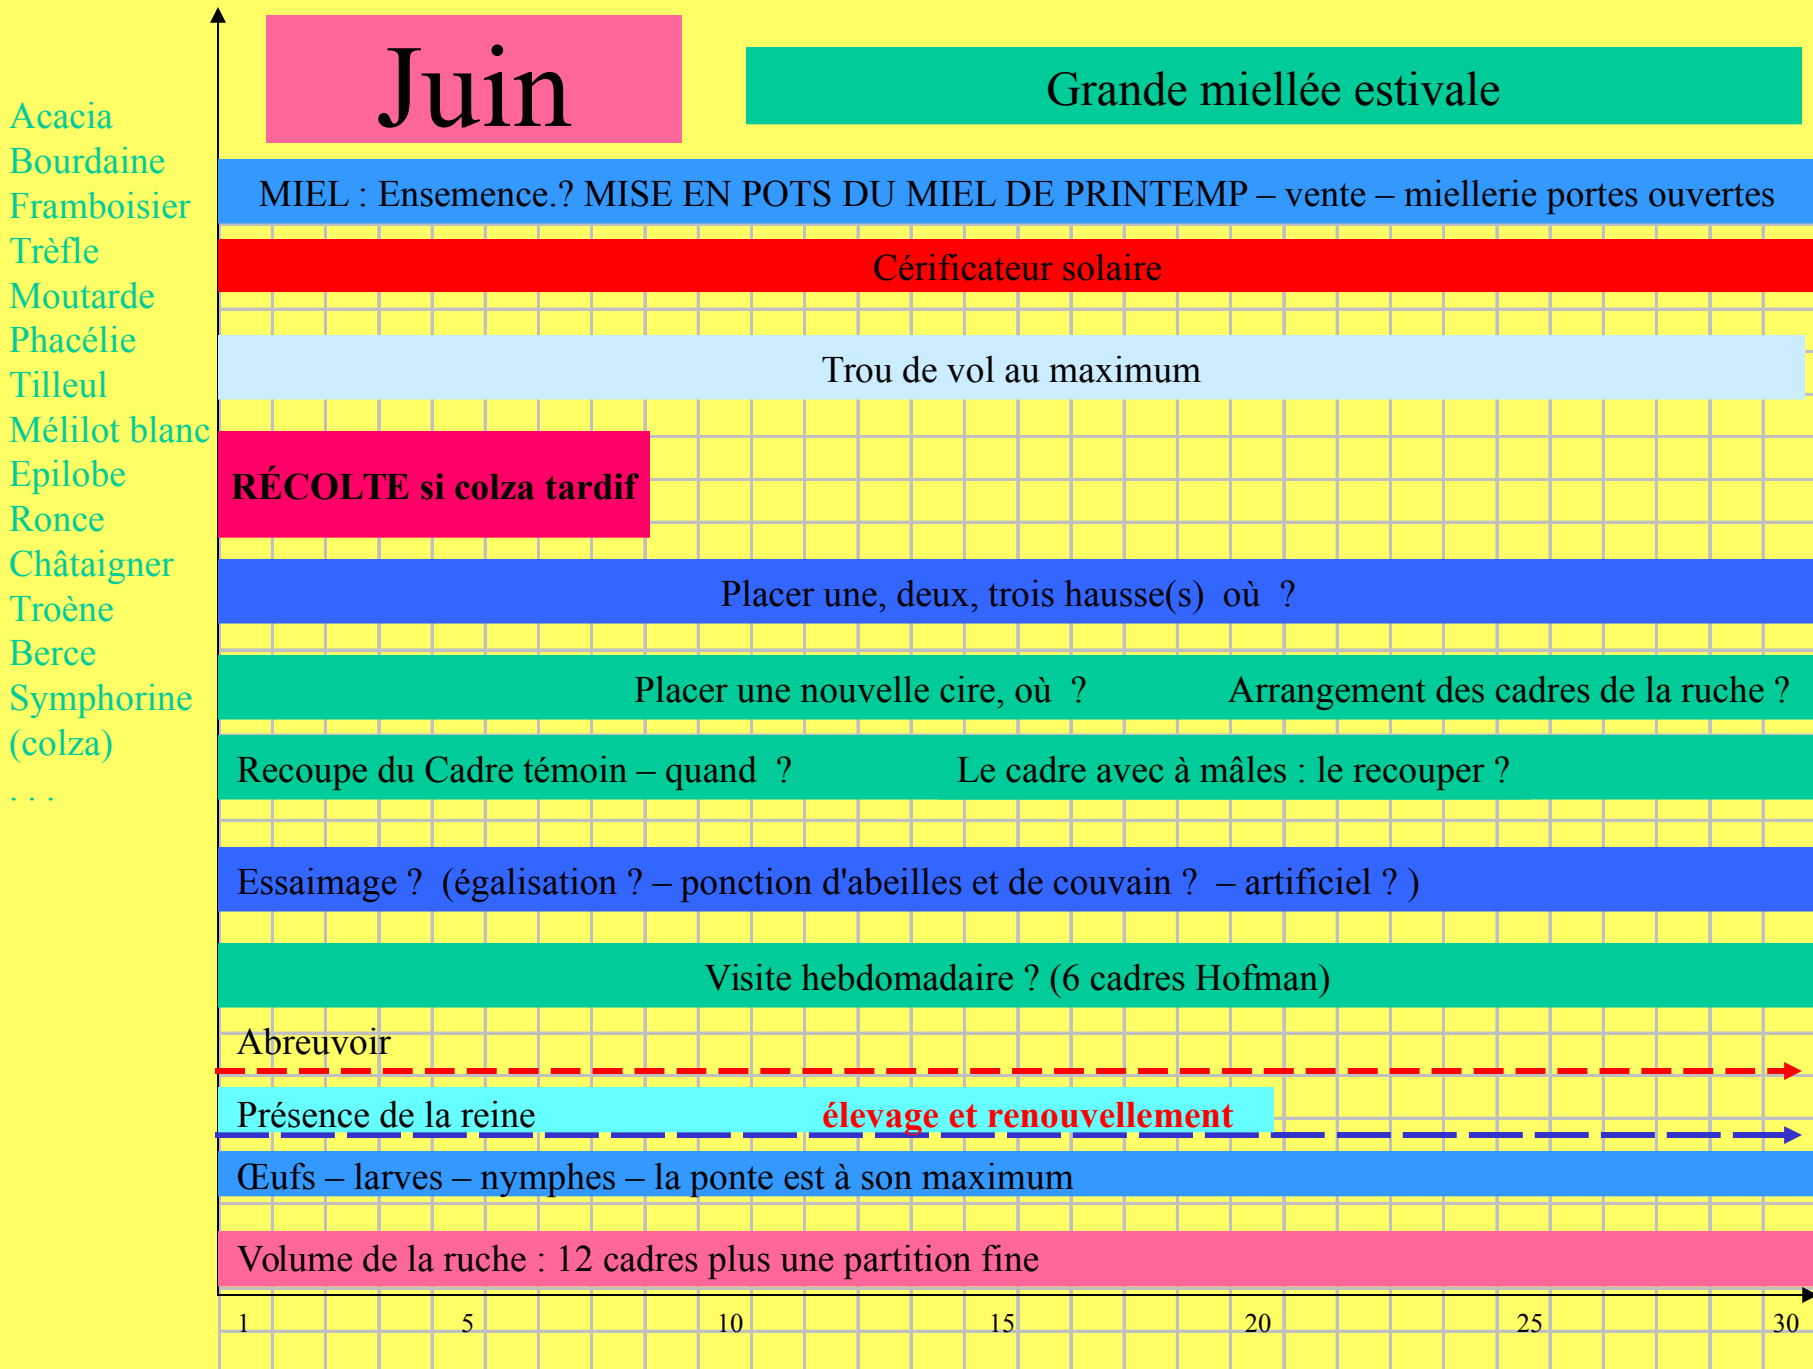 Juin
Grande miellée estivale
Acacia
Bourdaine
Framboisier
Trèfle
Moutarde
Phacélie
Tilleul
Mélilot blanc
Epilobe
Ronce
Châtaigner
Troène
Berce
Symphorine
(colza)
. . .
MIEL : Ensemence.? MISE EN POTS DU MIEL DE PRINTEMP – vente – miellerie portes ouvertes
Cérificateur solaire
Trou de vol au maximum
RÉCOLTE si colza tardif
Placer une, deux, trois hausse(s) où ?
Placer une nouvelle cire, où ? Arrangement des cadres de la ruche ?
Recoupe du Cadre témoin – quand ? Le cadre avec à mâles : le recouper ?
Essaimage ? (égalisation ? – ponction d'abeilles et de couvain ? – artificiel ? )
Visite hebdomadaire ? (6 cadres Hofman)
Abreuvoir
Présence de la reine élevage et renouvellement
Œufs – larves – nymphes – la ponte est à son maximum
Volume de la ruche : 12 cadres plus une partition fine
1 5 10 15 20 25 30